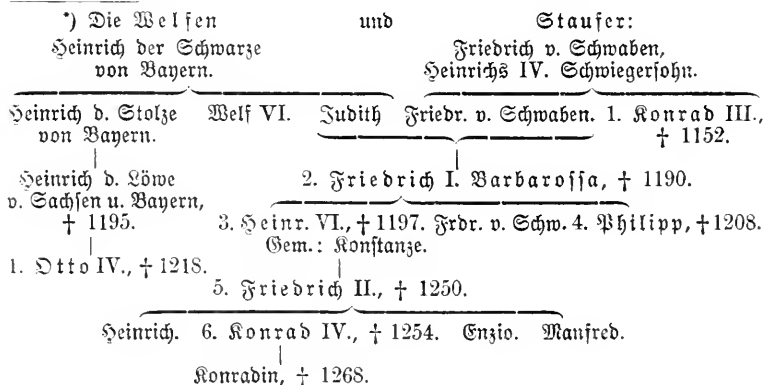 *) Die Welfen und Staufer:
Heinrich der Schwarze Friedrich v. Schwaben,
von Bayern. Heinrichs IV. Schwiegersohn.
Heinrich d. Stolze Welf VI. Judith Friedr. v. Schwaben. 1. Konrad III.,
von Bayern. † 1152.
Heinrich d. Löwe 2. Friedrich I. Barbarossa, † 1190.
v. Sachsen u. Bayern,
† 1195. 3. Heinr. VI., † 1197. Frdr. v. Schw. 4. Philipp, † 1208.
Gem.: Konstanze.
1. Otto IV., † 1218.
5. Friedrich II., † 1250.
Heinrich. 6. Konrad IV., † 1254. Enzio. Manfred.
Konradin, † 1268.